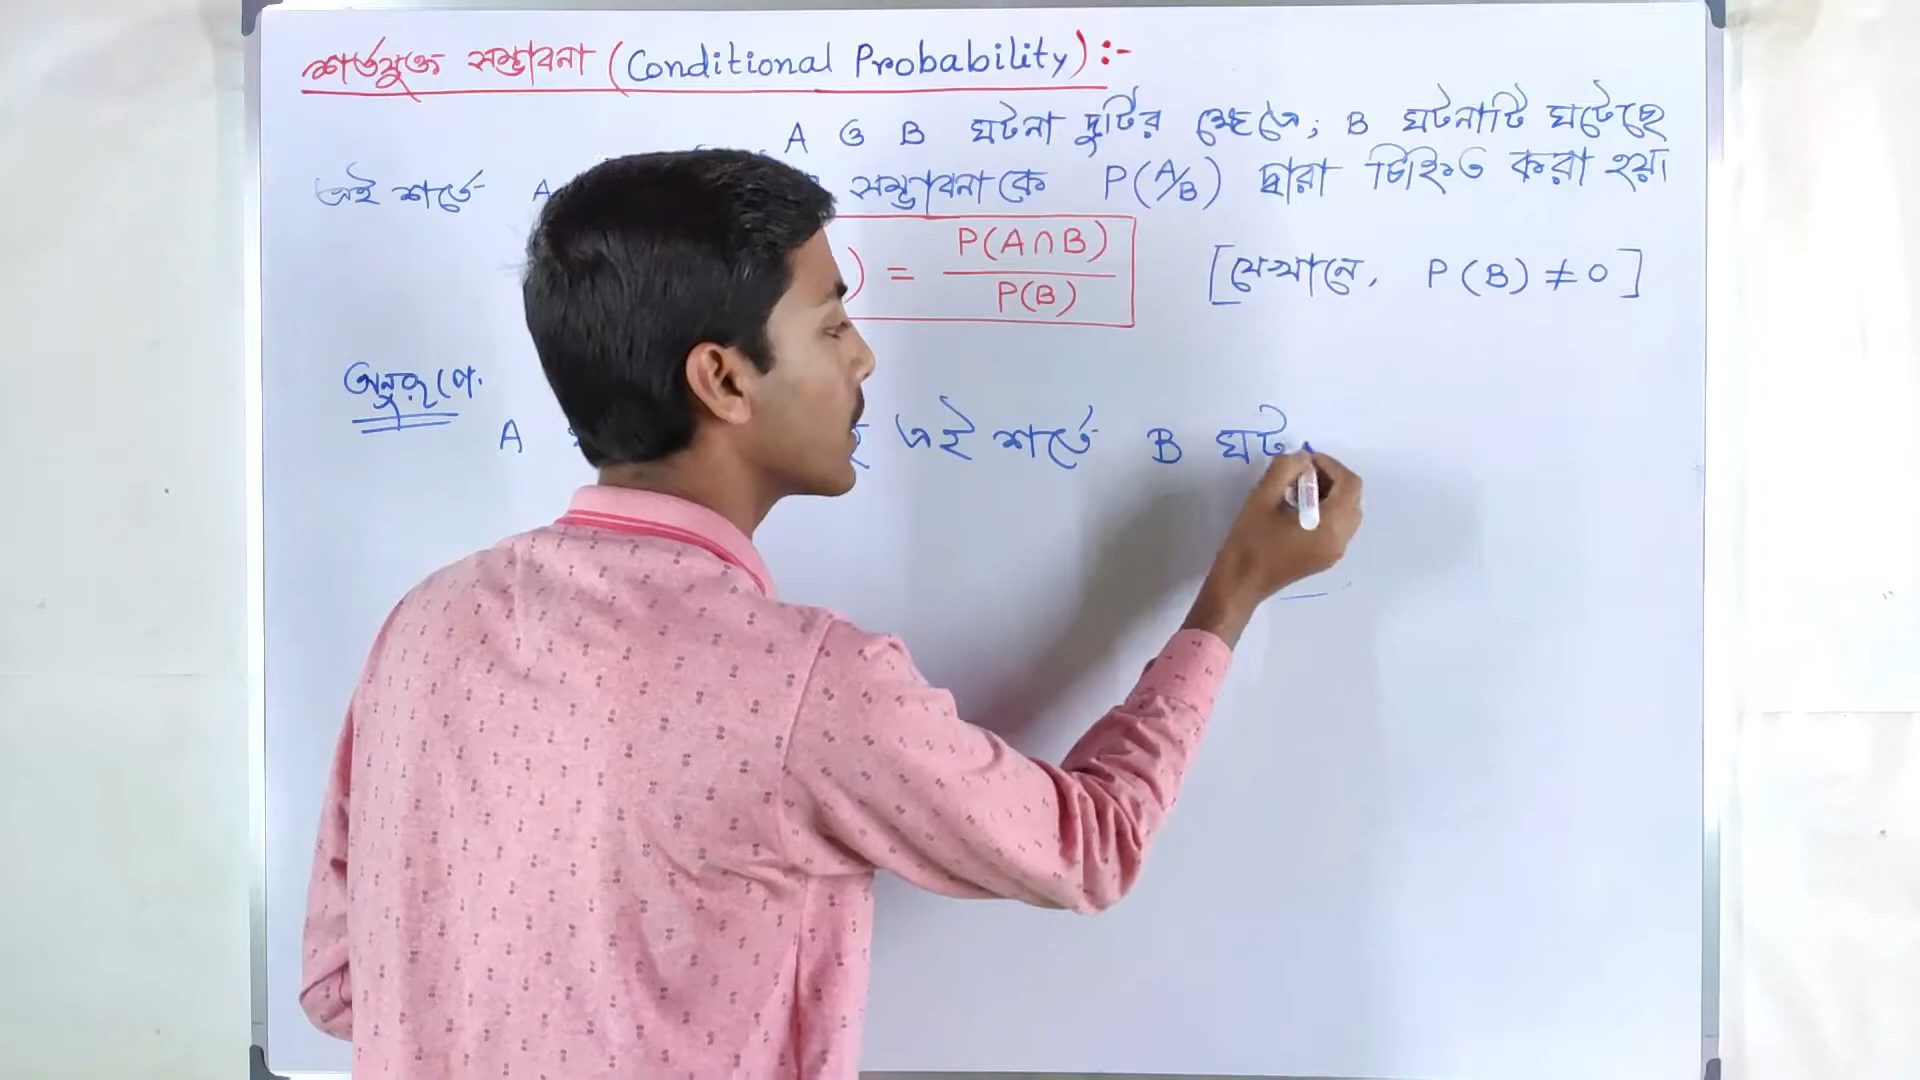 শর্তযুক্ত সম্ভাবনা (Conditional Probability) :-
A ও B ঘটনা দুটির ক্ষেত্রে, B ঘটনাটি ঘটেছে
এই শর্তে A সম্ভাবনাকে P(A/B) দ্বারা চিহ্নিত করা হয়।
) = P(A∩B) / P(B) [যেখানে, P(B) ≠ 0]
অনুরূপে,
A এই শর্তে B ঘট